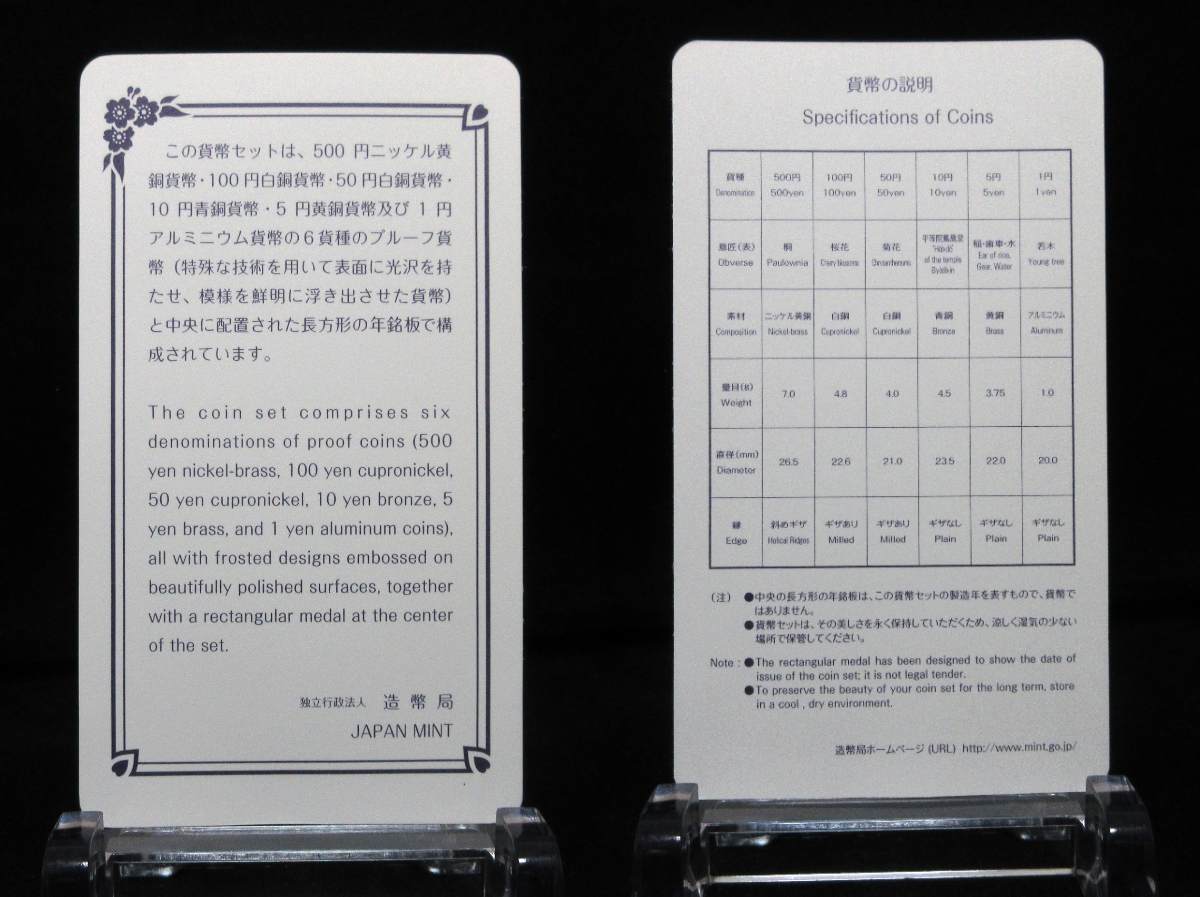 この貨幣セットは、500 円ニッケル黄
銅貨幣・100 円白銅貨幣・50 円白銅貨幣・
10 円青銅貨幣・5 円黄銅貨幣及び 1 円
アルミニウム貨幣の6貨種のプルーフ貨
幣（特殊な技術を用いて表面に光沢を持
たせ、模様を鮮明に浮き出させた貨幣）
と中央に配置された長方形の年銘板で構
成されています。
The coin set comprises six
denominations of proof coins (500
yen nickel-brass, 100 yen cupronickel,
50 yen cupronickel, 10 yen bronze, 5
yen brass, and 1 yen aluminum coins),
all with frosted designs embossed on
beautifully polished surfaces, together
with a rectangular medal at the center
of the set.
独立行政法人 造幣局
JAPAN MINT
貨幣の説明
Specifications of Coins
貨種 500円 100円 50円 10円 5円 1円
Denomination 500yen 100yen 50yen 10yen 5yen 1yen
意匠(表) 桐 桜花 菊花 平等院鳳凰堂 稲・歯車・水 若木
Obverse Paulownia Cherry blossoms Chrysanthemums "Hoo-do" of the temple Byodoin Ear of rice, Gear, Water Young tree
素材 ニッケル黄銅 白銅 白銅 青銅 黄銅 アルミニウム
Composition Nickel-brass Cupronickel Cupronickel Bronze Brass Aluminum
量目(g) 7.0 4.8 4.0 4.5 3.75 1.0
Weight
直径(mm) 26.5 22.6 21.0 23.5 22.0 20.0
Diameter
縁 斜めギザ ギザあり ギザあり ギザなし ギザなし ギザなし
Edge Helical Ridges Milled Milled Plain Plain Plain
(注) ●中央の長方形の年銘板は、この貨幣セットの製造年を表すもので、貨幣で
はありません。
●貨幣セットは、その美しさを永く保持していただくため、涼しく湿気の少ない
場所で保管してください。
Note : ●The rectangular medal has been designed to show the date of
issue of the coin set; it is not legal tender.
●To preserve the beauty of your coin set for the long term, store
in a cool , dry environment.
造幣局ホームページ (URL) http://www.mint.go.jp/